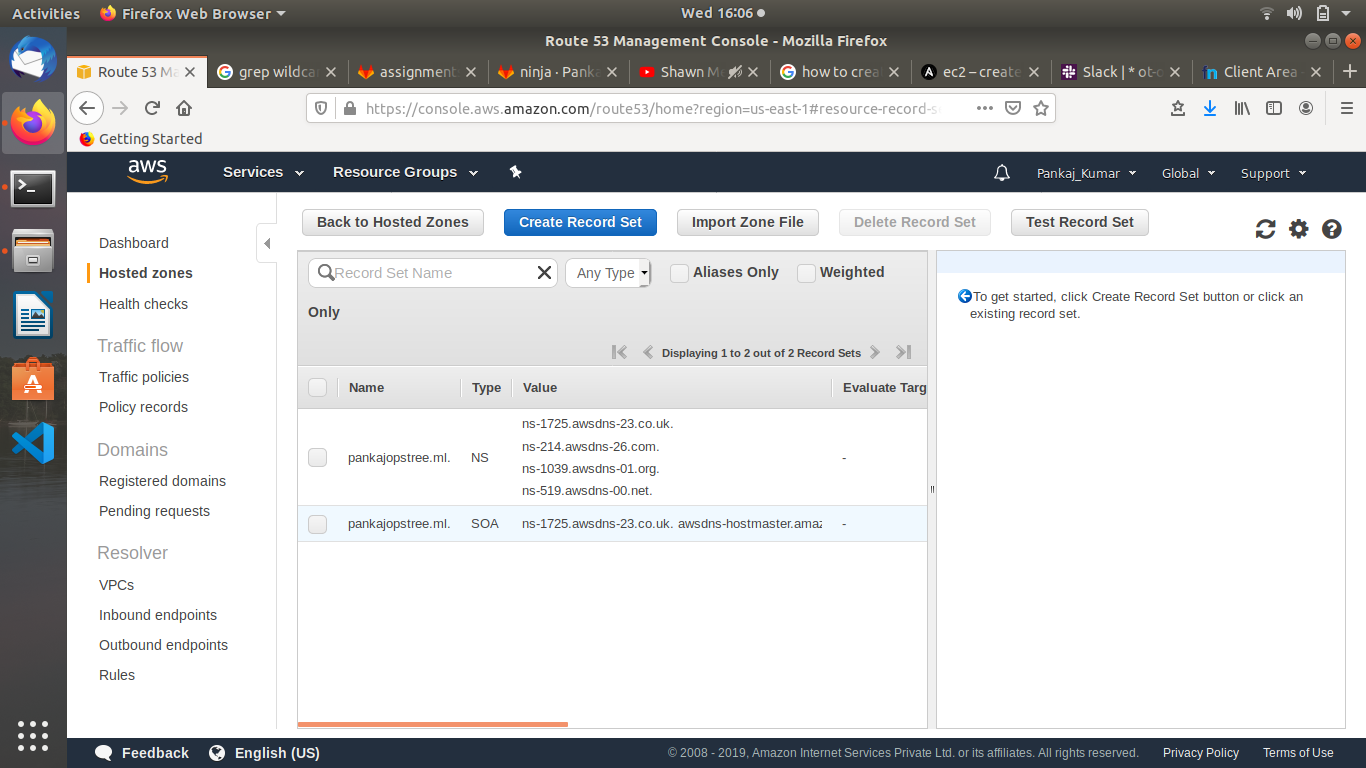 Activities Firefox Web Browser Wed 16:06
Route 53 Management Console - Mozilla Firefox
Route 53 Ma grep wildcar assignment ninja · Panka Shawn Me how to creat ec2 – create Slack | * ot-o Client Area
https://console.aws.amazon.com/route53/home?region=us-east-1#resource-record-s
Getting Started
aws Services Resource Groups Pankaj_Kumar Global Support
Back to Hosted Zones Create Record Set Import Zone File Delete Record Set Test Record Set
Dashboard
Hosted zones
Health checks
Traffic flow
Traffic policies
Policy records
Domains
Registered domains
Pending requests
Resolver
VPCs
Inbound endpoints
Outbound endpoints
Rules
Record Set Name Any Type Aliases Only Weighted
Only
Displaying 1 to 2 out of 2 Record Sets
Name Type Value Evaluate Targ
ns-1725.awsdns-23.co.uk.
ns-214.awsdns-26.com.
pankajopstree.ml. NS -
ns-1039.awsdns-01.org.
ns-519.awsdns-00.net.
pankajopstree.ml. SOA ns-1725.awsdns-23.co.uk. awsdns-hostmaster.amaz -
To get started, click Create Record Set button or click an
existing record set.
Feedback English (US) © 2008 - 2019, Amazon Internet Services Private Ltd. or its affiliates. All rights reserved. Privacy Policy Terms of Use